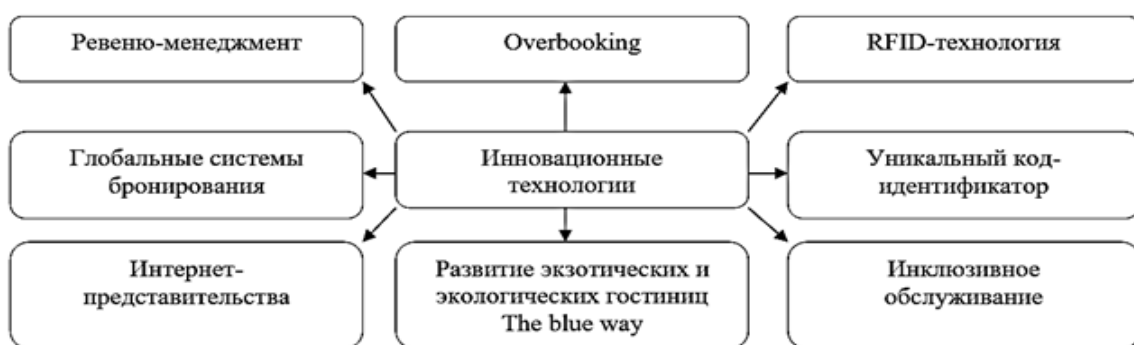 Ревеню-менеджмент
Overbooking
RFID-технология
Глобальные системы
бронирования
Инновационные
технологии
Уникальный код-
идентификатор
Интернет-
представительства
Развитие экзотических и
экологических гостиниц
The blue way
Инклюзивное
обслуживание